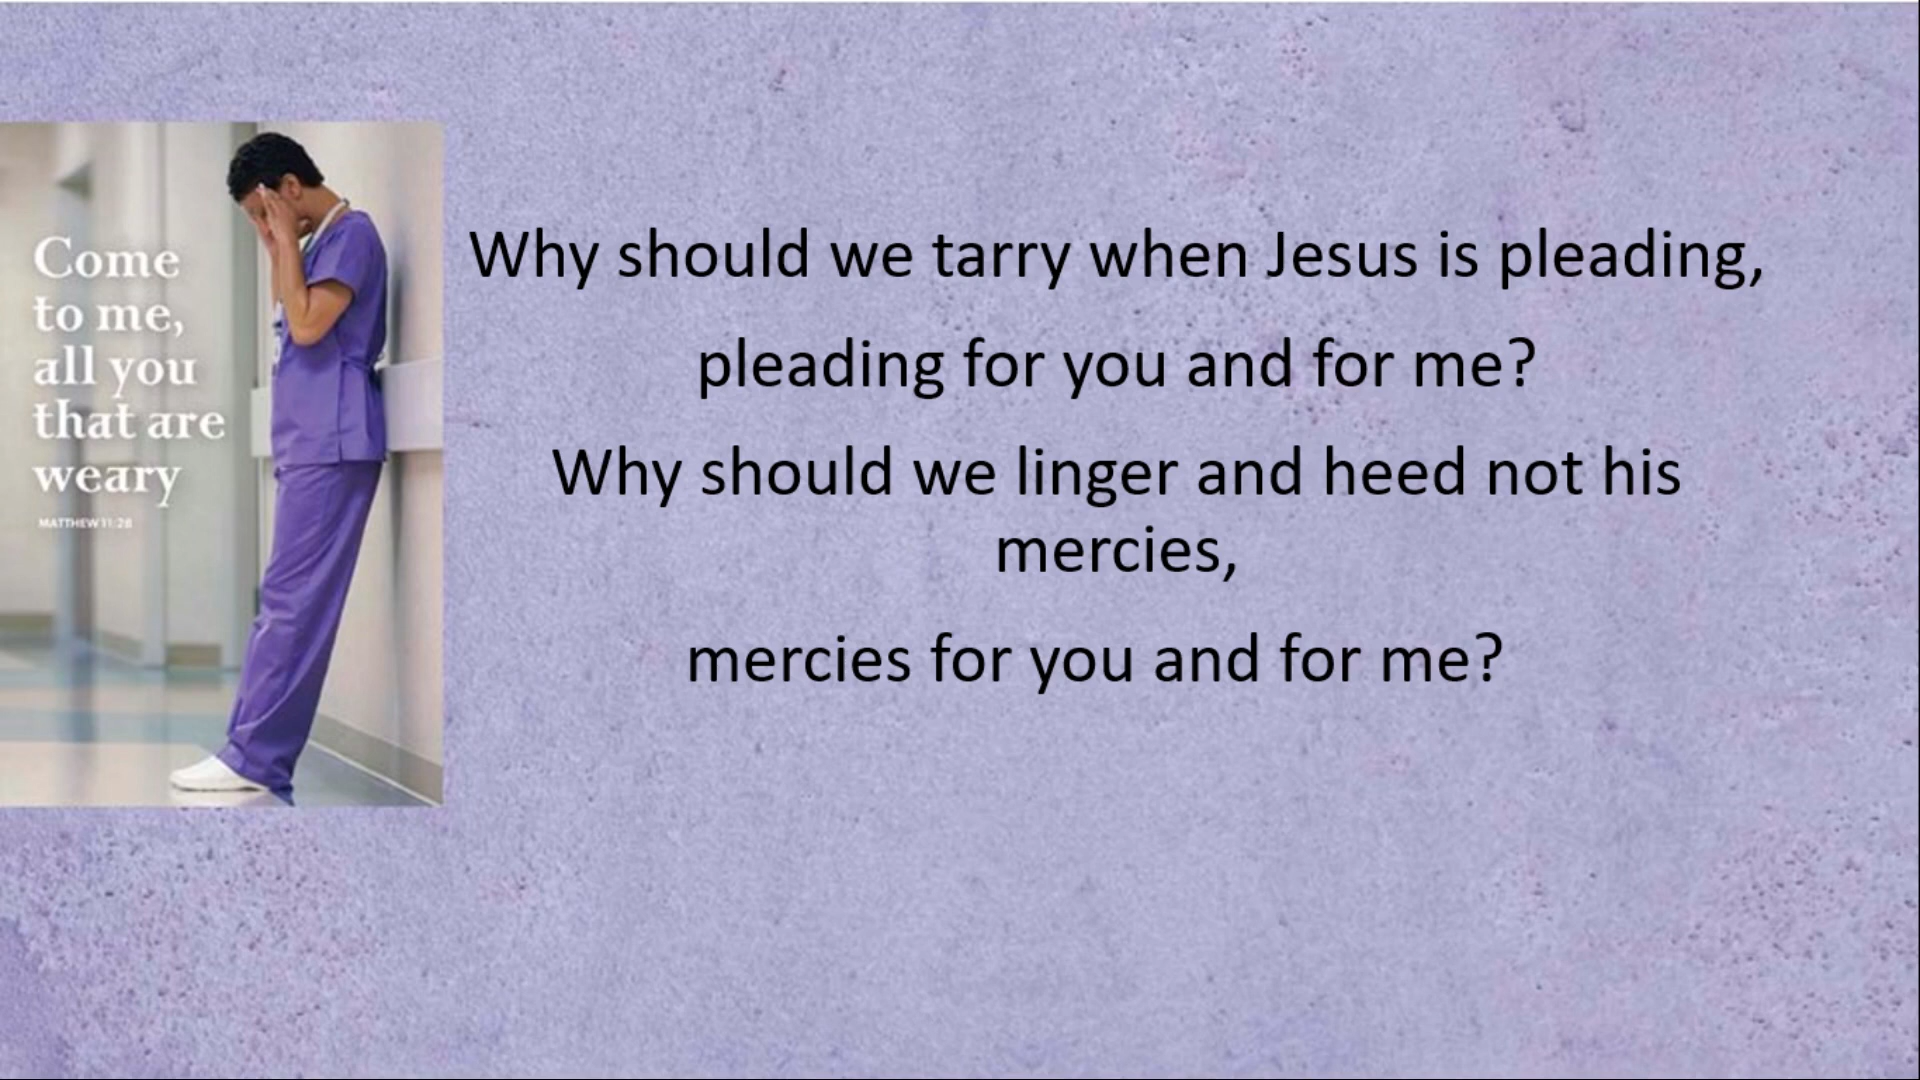 Come
to me,
all you
that are
weary
MATTHEW 11:28
Why should we tarry when Jesus is pleading,
pleading for you and for me?
Why should we linger and heed not his
mercies,
mercies for you and for me?